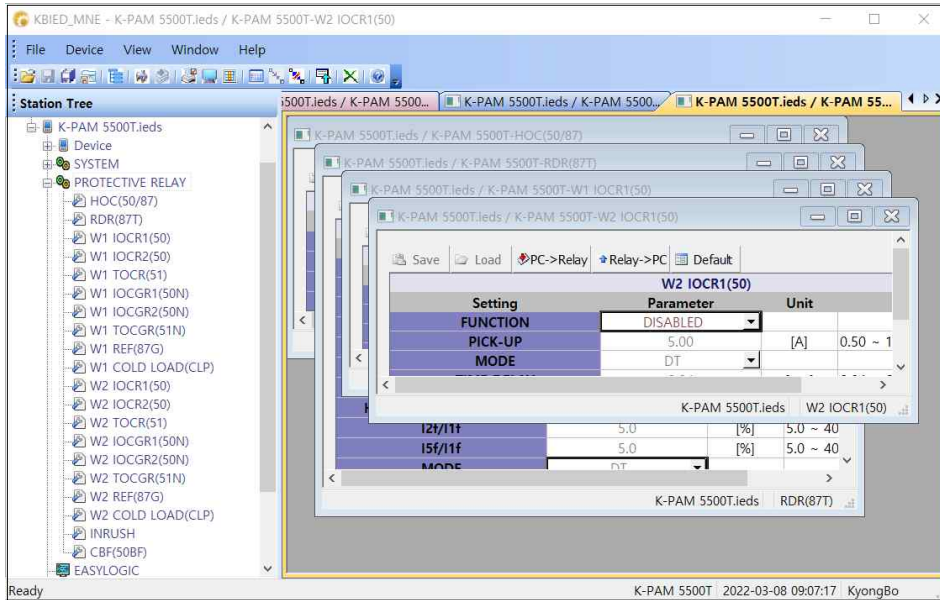 KBIED_MNE - K-PAM 5500T.ieds / K-PAM 5500T-W2 IOCR1(50)
File Device View Window Help
Station Tree
5500T.ieds / K-PAM 5500... K-PAM 5500T.ieds / K-PAM 5500... K-PAM 5500T.ieds / K-PAM 55...
K-PAM 5500T.ieds
Device
SYSTEM
PROTECTIVE RELAY
HOC(50/87)
RDR(87T)
W1 IOCR1(50)
W1 IOCR2(50)
W1 TOCR(51)
W1 IOCGR1(50N)
W1 IOCGR2(50N)
W1 TOCGR(51N)
W1 REF(87G)
W1 COLD LOAD(CLP)
W2 IOCR1(50)
W2 IOCR2(50)
W2 TOCR(51)
W2 IOCGR1(50N)
W2 IOCGR2(50N)
W2 TOCGR(51N)
W2 REF(87G)
W2 COLD LOAD(CLP)
INRUSH
CBF(50BF)
EASYLOGIC
K-PAM 5500T.ieds / K-PAM 5500T-HOC(50/87)
K-PAM 5500T.ieds / K-PAM 5500T-RDR(87T)
K-PAM 5500T.ieds / K-PAM 5500T-W1 IOCR1(50)
K-PAM 5500T.ieds / K-PAM 5500T-W2 IOCR1(50)
Save Load PC->Relay Relay->PC Default
W2 IOCR1(50)
Setting Parameter Unit
FUNCTION DISABLED
PICK-UP 5.00 [A] 0.50 ~ 1
MODE DT
K-PAM 5500T.ieds W2 IOCR1(50)
I2f/I1f 5.0 [%] 5.0 ~ 40
I5f/I1f 5.0 [%] 5.0 ~ 40
MODE DT
K-PAM 5500T.ieds RDR(87T)
Ready K-PAM 5500T 2022-03-08 09:07:17 KyongBo